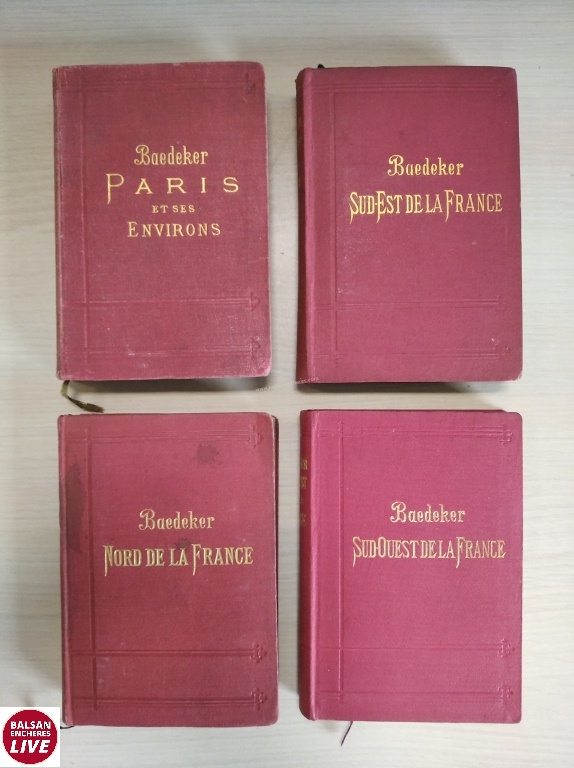 Baedeker
PARIS
ET SES
ENVIRONS
Baedeker
SUD-EST DE LA FRANCE
Baedeker
NORD DE LA FRANCE
Baedeker
SUD-OUEST DE LA FRANCE
BALSAN
ENCHERES
LIVE